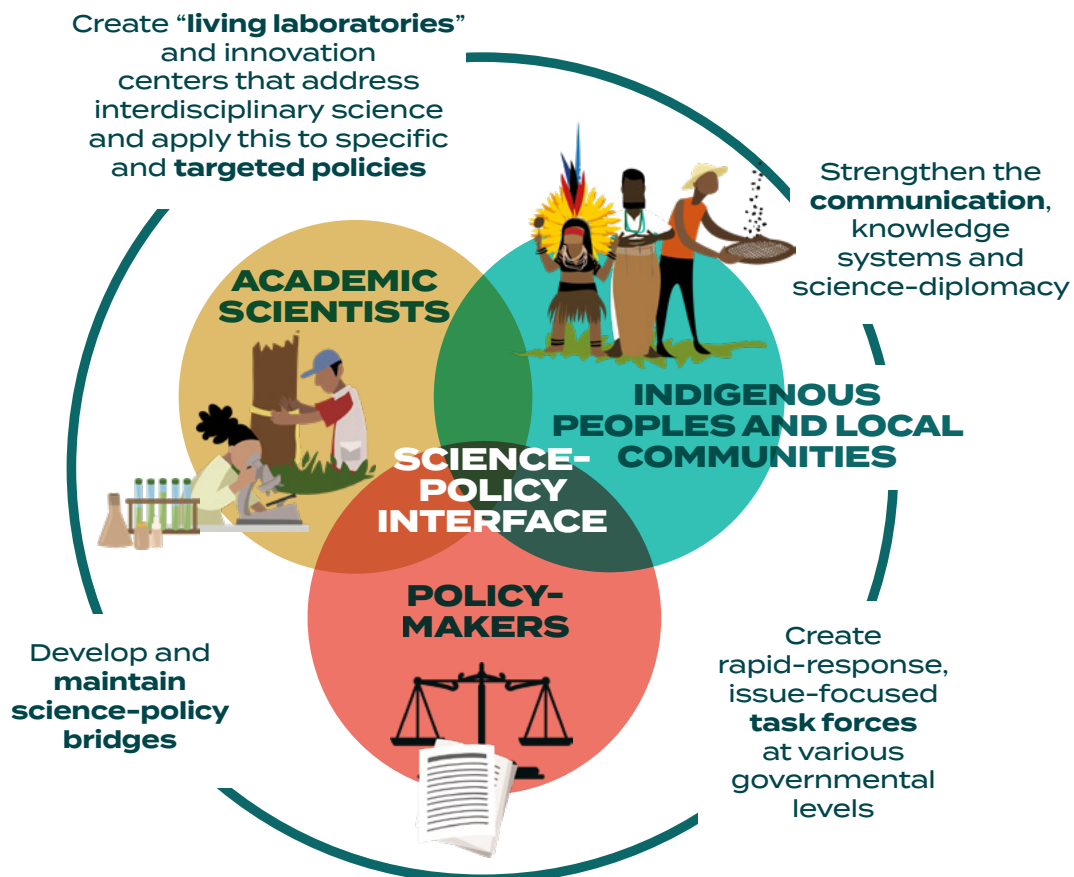 Create “living laboratories”
and innovation
centers that address
interdisciplinary science
and apply this to specific
and targeted policies
Strengthen the
communication,
knowledge
systems and
science-diplomacy
ACADEMIC
SCIENTISTS
INDIGENOUS
PEOPLES AND LOCAL
COMMUNITIES
SCIENCE-
POLICY
INTERFACE
POLICY-
MAKERS
Develop and
maintain
science-policy
bridges
Create
rapid-response,
issue-focused
task forces
at various
governmental
levels